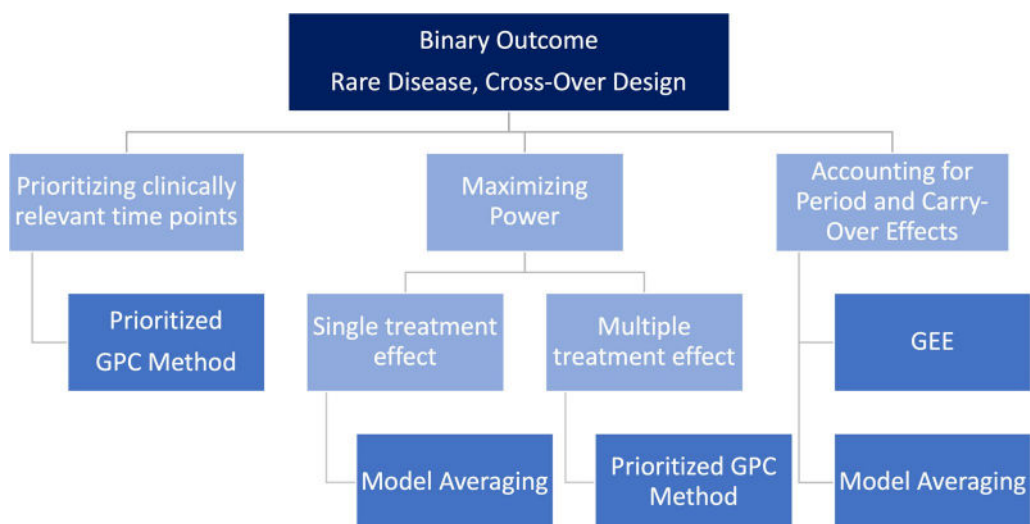 Binary Outcome
Rare Disease, Cross-Over Design
Prioritizing clinically
relevant time points
Maximizing
Power
Accounting for
Period and Carry-
Over Effects
Prioritized
GPC Method
Single treatment
effect
Multiple
treatment effect
GEE
Model Averaging
Prioritized GPC
Method
Model Averaging